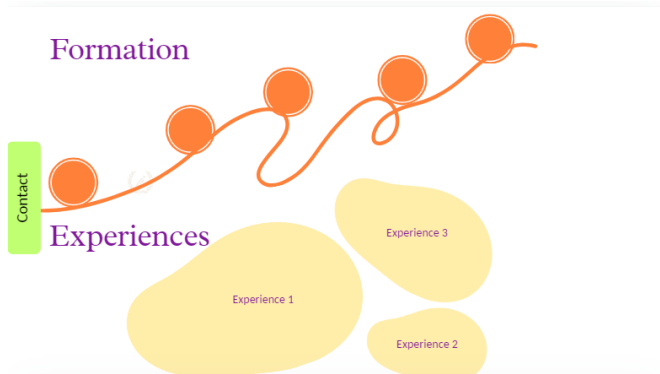 Formation
Contact
Experiences
Experience 3
Experience 1
Experience 2